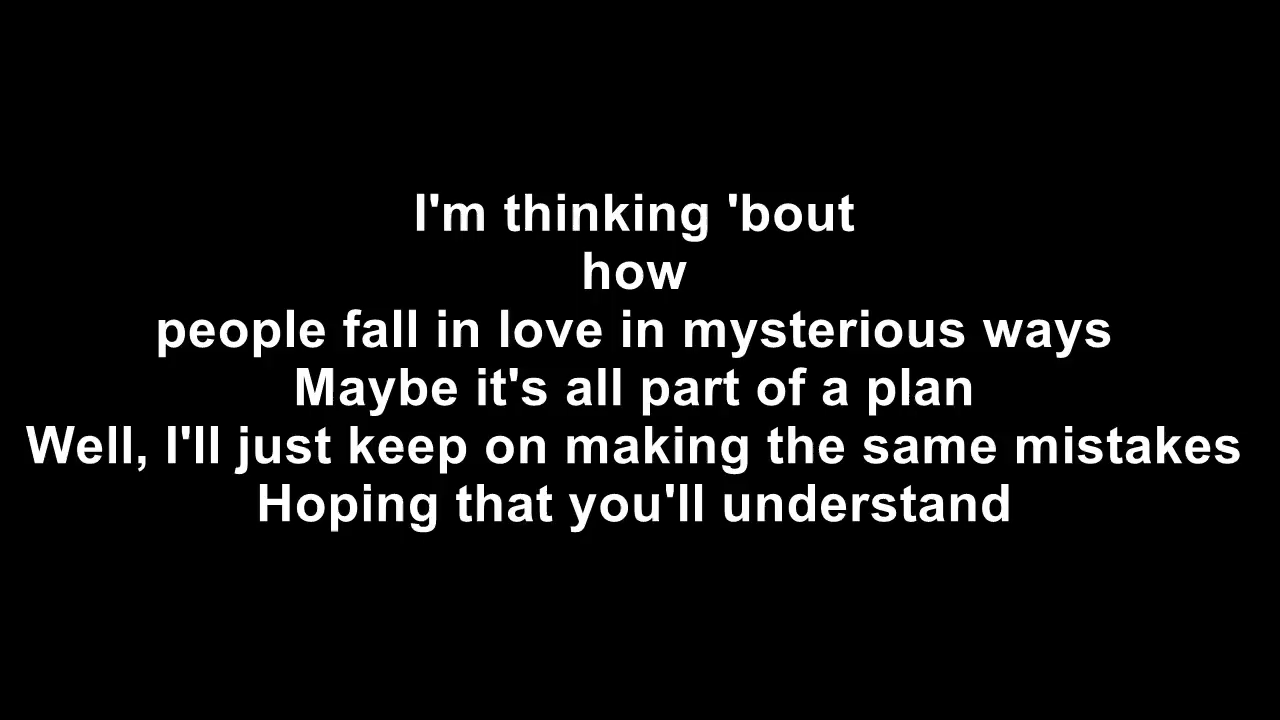 I'm thinking 'bout
how
people fall in love in mysterious ways
Maybe it's all part of a plan
Well, I'll just keep on making the same mistakes
Hoping that you'll understand